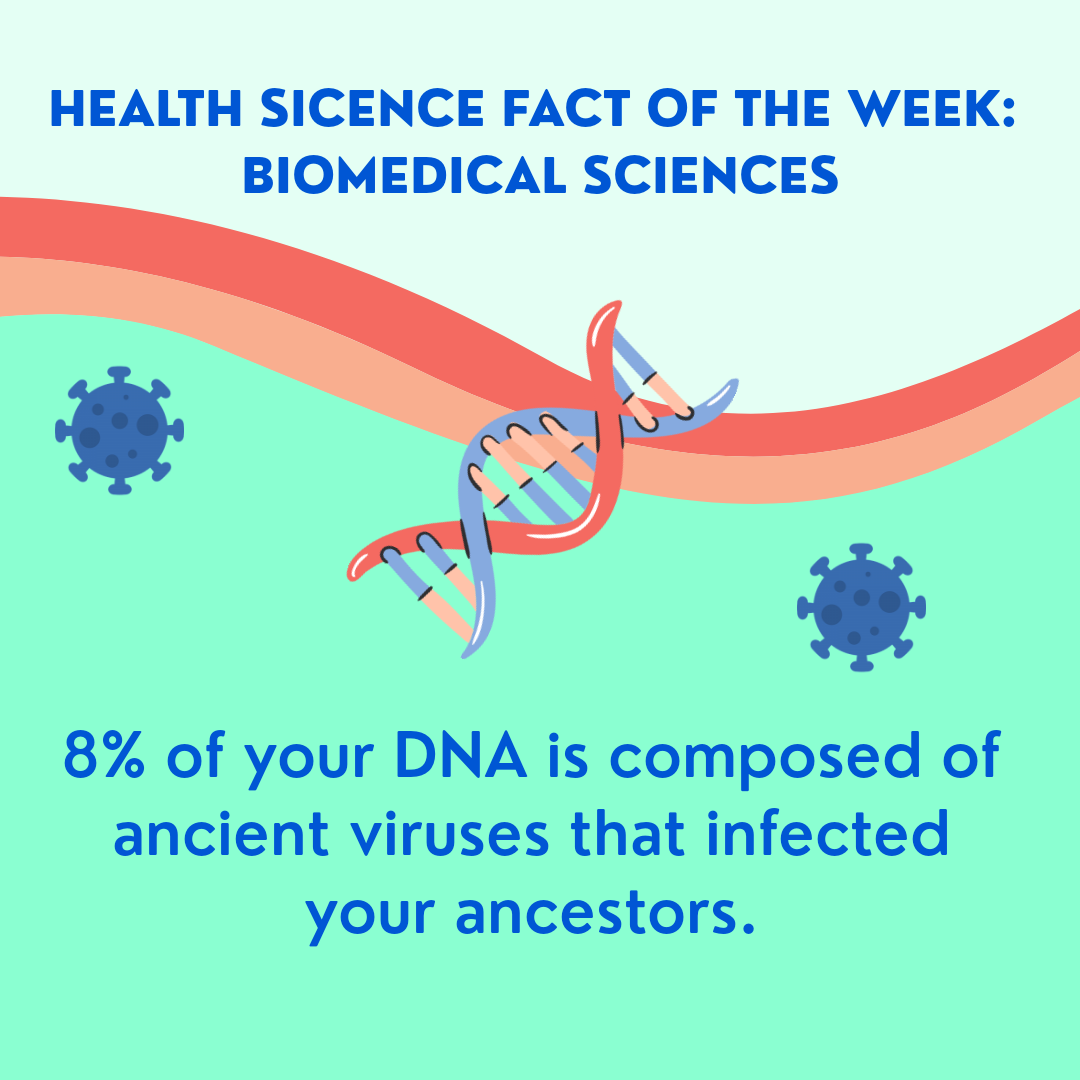 HEALTH SICENCE FACT OF THE WEEK:
BIOMEDICAL SCIENCES
8% of your DNA is composed of
ancient viruses that infected
your ancestors.